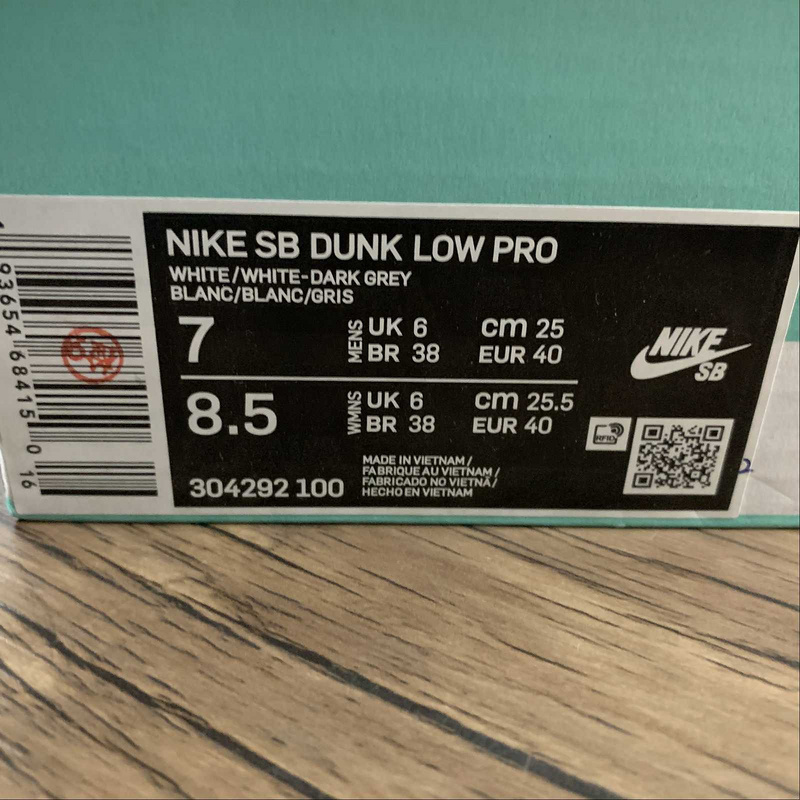 NIKE SB DUNK LOW PRO
WHITE/WHITE-DARK GREY
BLANC/BLANC/GRIS
7
MENS
UK 6
cm 25
BR 38
EUR 40
8.5
WMNS
UK 6
cm 25.5
BR 38
EUR 40
NIKE
SB
RFID
304292 100
MADE IN VIETNAM /
FABRIQUE AU VIETNAM /
FABRICADO NO VIETNÃ /
HECHO EN VIETNAM
93654 68415 0 16